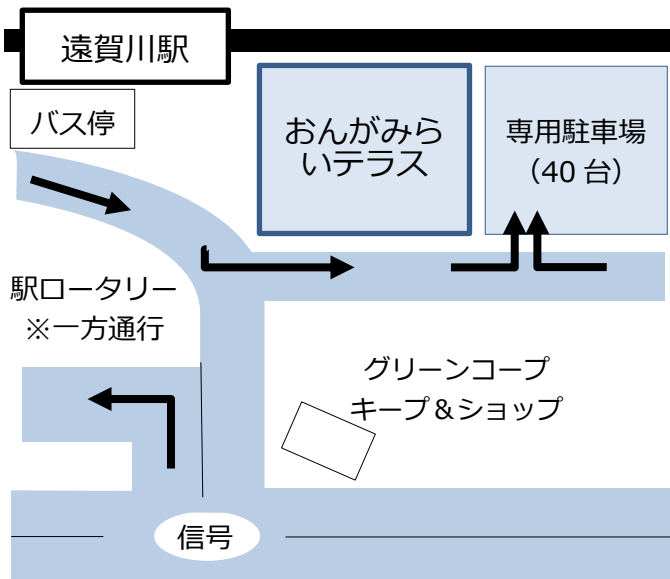 遠賀川駅
バス停
おんがみら
いテラス
専用駐車場
（40 台）
駅ロータリー
※一方通行
グリーンコープ
キープ＆ショップ
信号